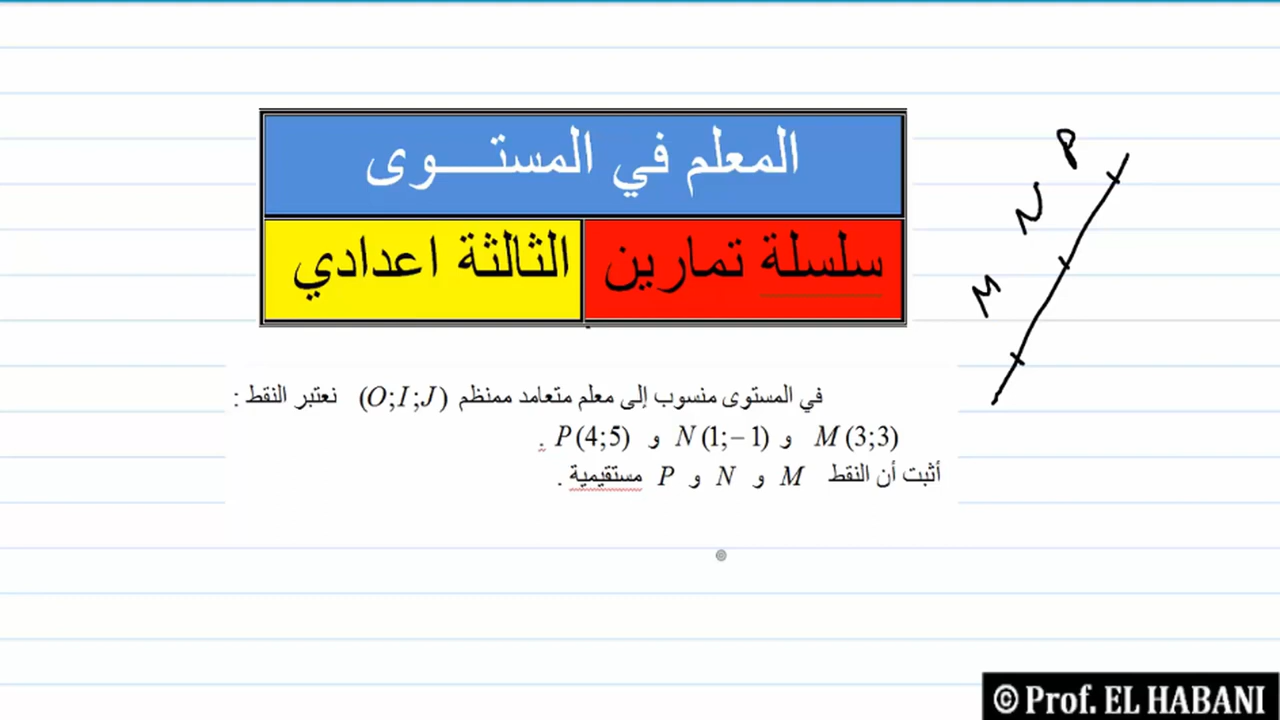 المعلم في المستوى
سلسلة تمارين
الثالثة اعدادي
في المستوى منسوب إلى معلم متعامد ممنظم (O;I;J) نعتبر النقط :
M(3;3) و N(1;−1) و P(4;5) .
أثبت أن النقط M و N و P مستقيمية .
P
N
M
© Prof. EL HABANI